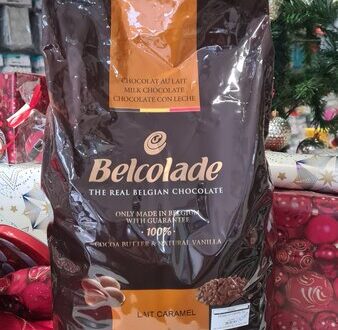 CHOCOLAT AU LAIT
MILK CHOCOLATE
CHOCOLATE CON LECHE
Belcolade
THE REAL BELGIAN CHOCOLATE
ONLY MADE IN BELGIUM
WITH GUARANTEE
100%
COCOA BUTTER & NATURAL VANILLA
LAIT CARAMEL